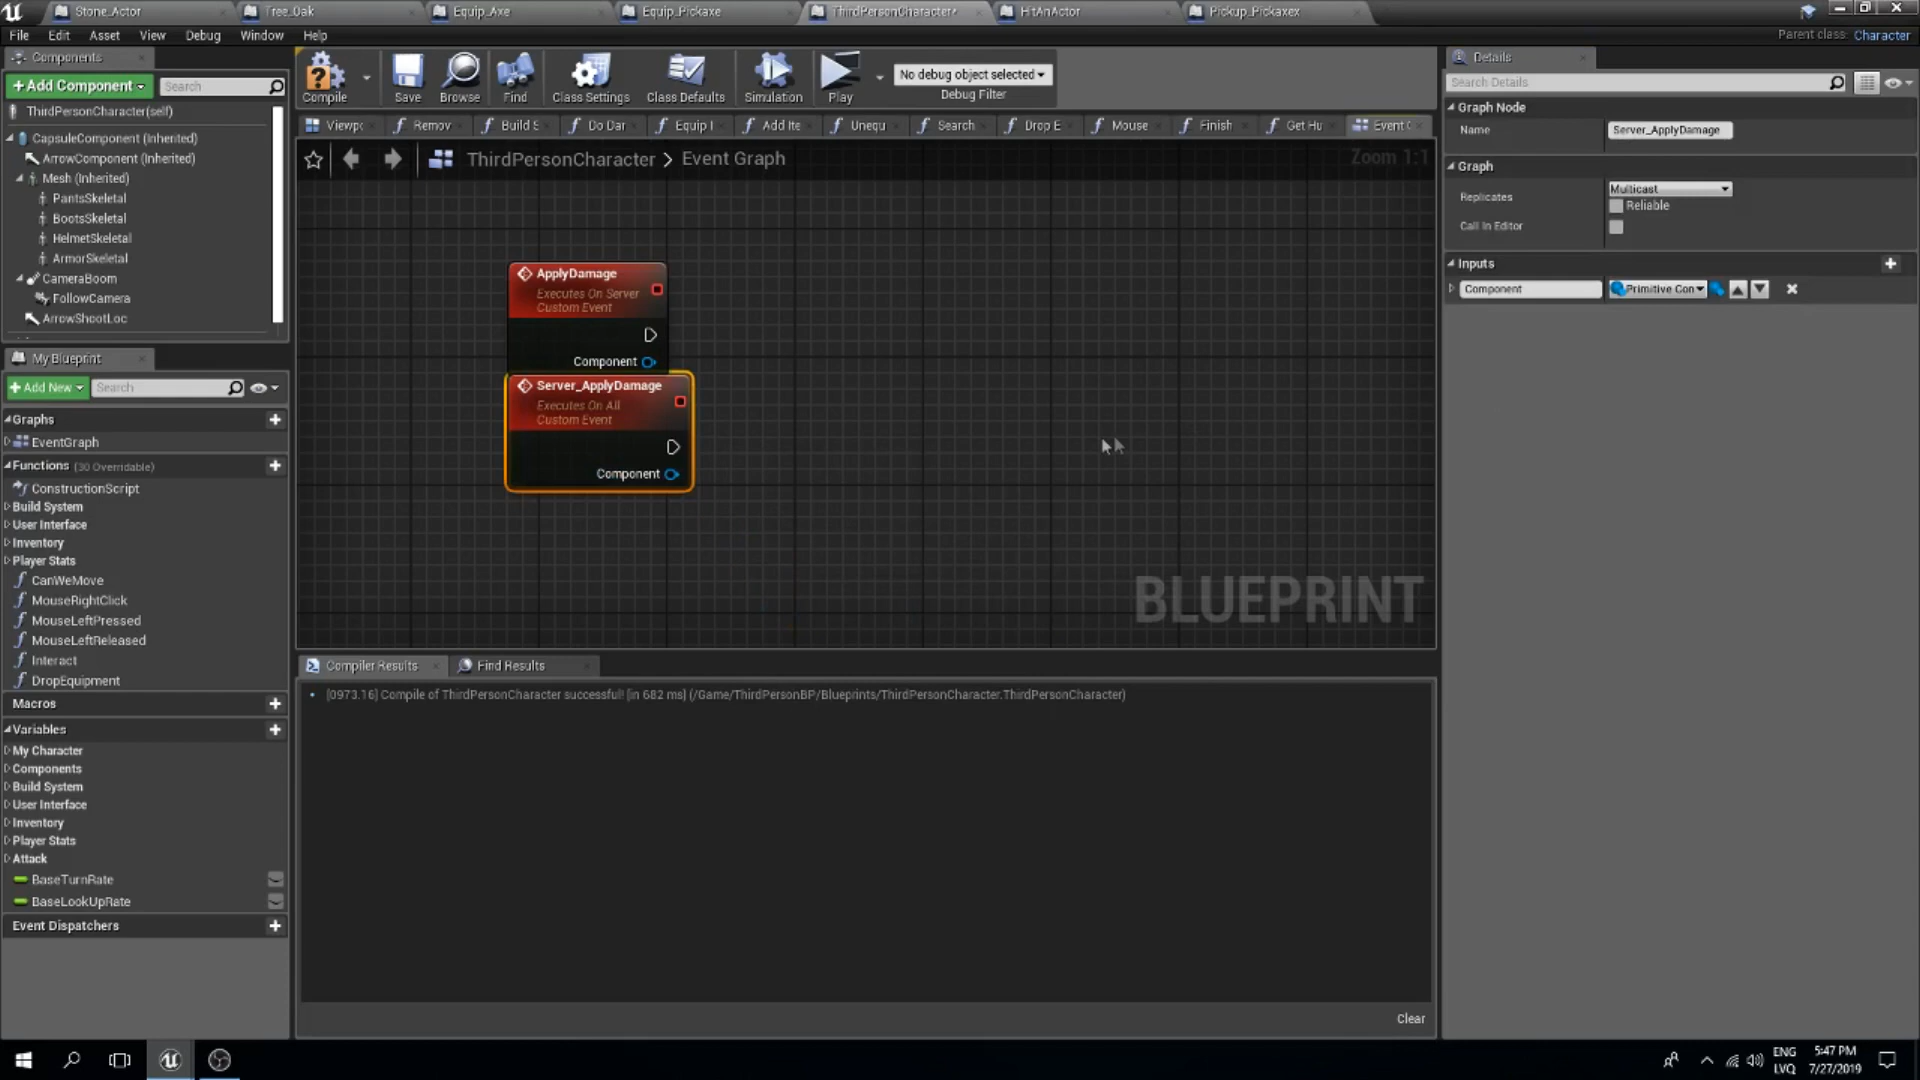 Stone_Actor
Tree_Oak
Equip_Axe
Equip_Pickaxe
ThirdPersonCharacter*
HitAnActor
Pickup_Pickaxex
File Edit Asset View Debug Window Help
Parent class: Character
Components
+Add Component
Search
ThirdPersonCharacter(self)
CapsuleComponent (Inherited)
ArrowComponent (Inherited)
Mesh (Inherited)
PantsSkeletal
BootsSkeletal
HelmetSkeletal
ArmorSkeletal
CameraBoom
FollowCamera
ArrowShootLoc
My Blueprint
+Add New
Search
Graphs
EventGraph
Functions (30 Overridable)
ConstructionScript
Build System
User Interface
Inventory
Player Stats
CanWeMove
MouseRightClick
MouseLeftPressed
MouseLeftReleased
Interact
DropEquipment
Macros
Variables
My Character
Components
Build System
User Interface
Inventory
Player Stats
Attack
BaseTurnRate
BaseLookUpRate
Event Dispatchers
Compile
Save
Browse
Find
Class Settings
Class Defaults
Simulation
Play
No debug object selected
Debug Filter
Viewpo
Remov
Build S
Do Dar
Equip I
Add Ite
Unequ
Search
Drop E
Mouse
Finish
Get Hu
Event G
ThirdPersonCharacter > Event Graph
Zoom 1:1
ApplyDamage
Executes On Server
Custom Event
Component
Server_ApplyDamage
Executes On All
Custom Event
Component
BLUEPRINT
Compiler Results
Find Results
[0973.16] Compile of ThirdPersonCharacter successful! [in 682 ms] (/Game/ThirdPersonBP/Blueprints/ThirdPersonCharacter.ThirdPersonCharacter)
Clear
Details
Search Details
Graph Node
Name Server_ApplyDamage
Graph
Replicates Multicast
Reliable
Call In Editor
Inputs
Component Primitive Con
ENG
LVQ
5:47 PM
7/27/2019